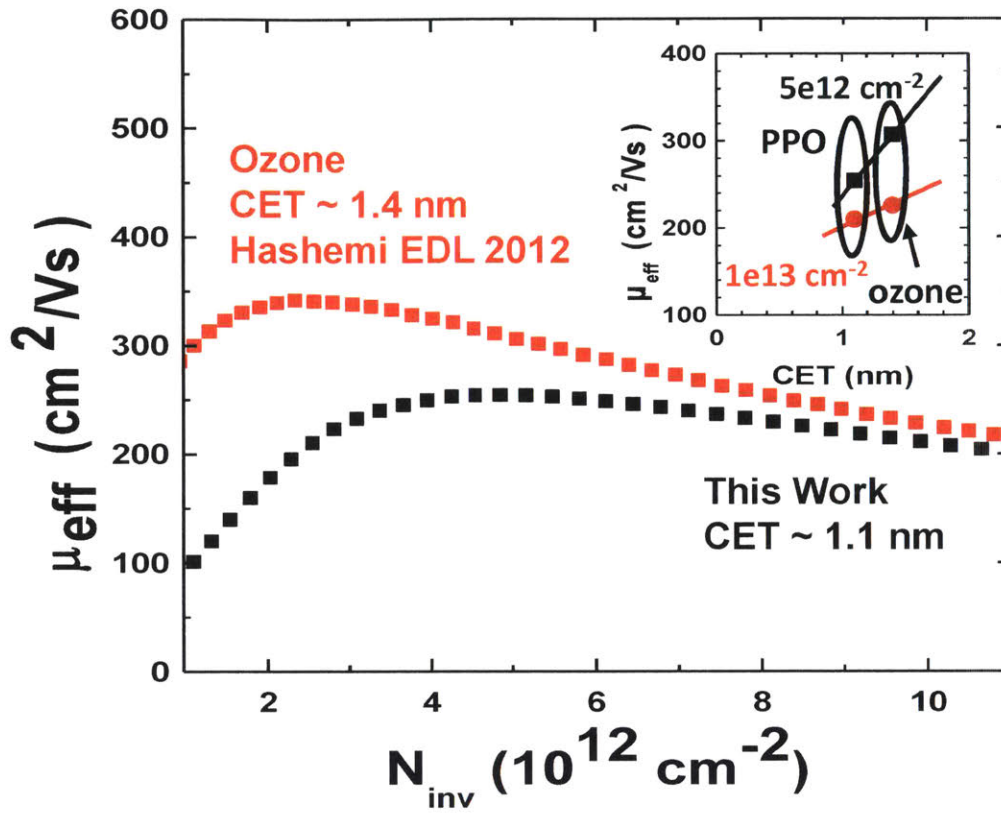 600
500
400
300
200
100
0
μeff (cm 2/Vs)
2
4
6
8
10
Ninv (10^12 cm^-2)
Ozone
CET ~ 1.4 nm
Hashemi EDL 2012
This Work
CET ~ 1.1 nm
400
300
200
100
μeff (cm 2/Vs)
0
1
2
CET (nm)
5e12 cm^-2
PPO
1e13 cm^-2
ozone